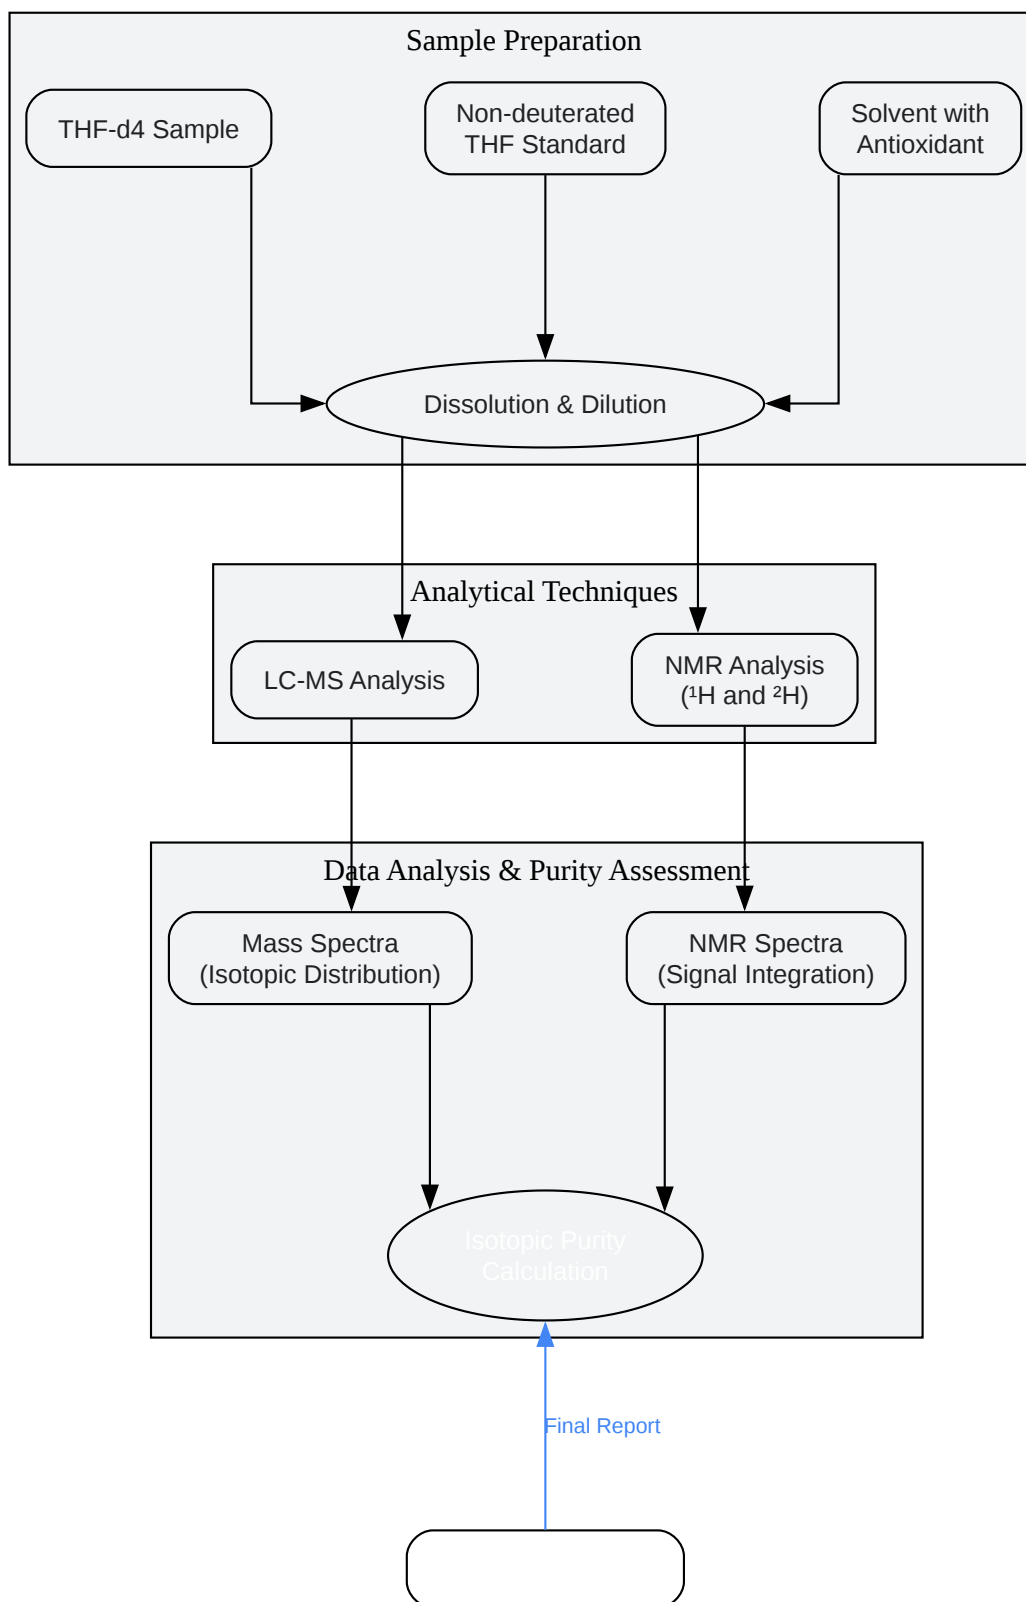 Sample Preparation
THF-d4 Sample
Non-deuterated
THF Standard
Solvent with
Antioxidant
Dissolution & Dilution
Analytical Techniques
LC-MS Analysis
NMR Analysis
(¹H and ²H)
Data Analysis & Purity Assessment
Mass Spectra
(Isotopic Distribution)
NMR Spectra
(Signal Integration)
Isotopic Purity
Calculation
Final Report